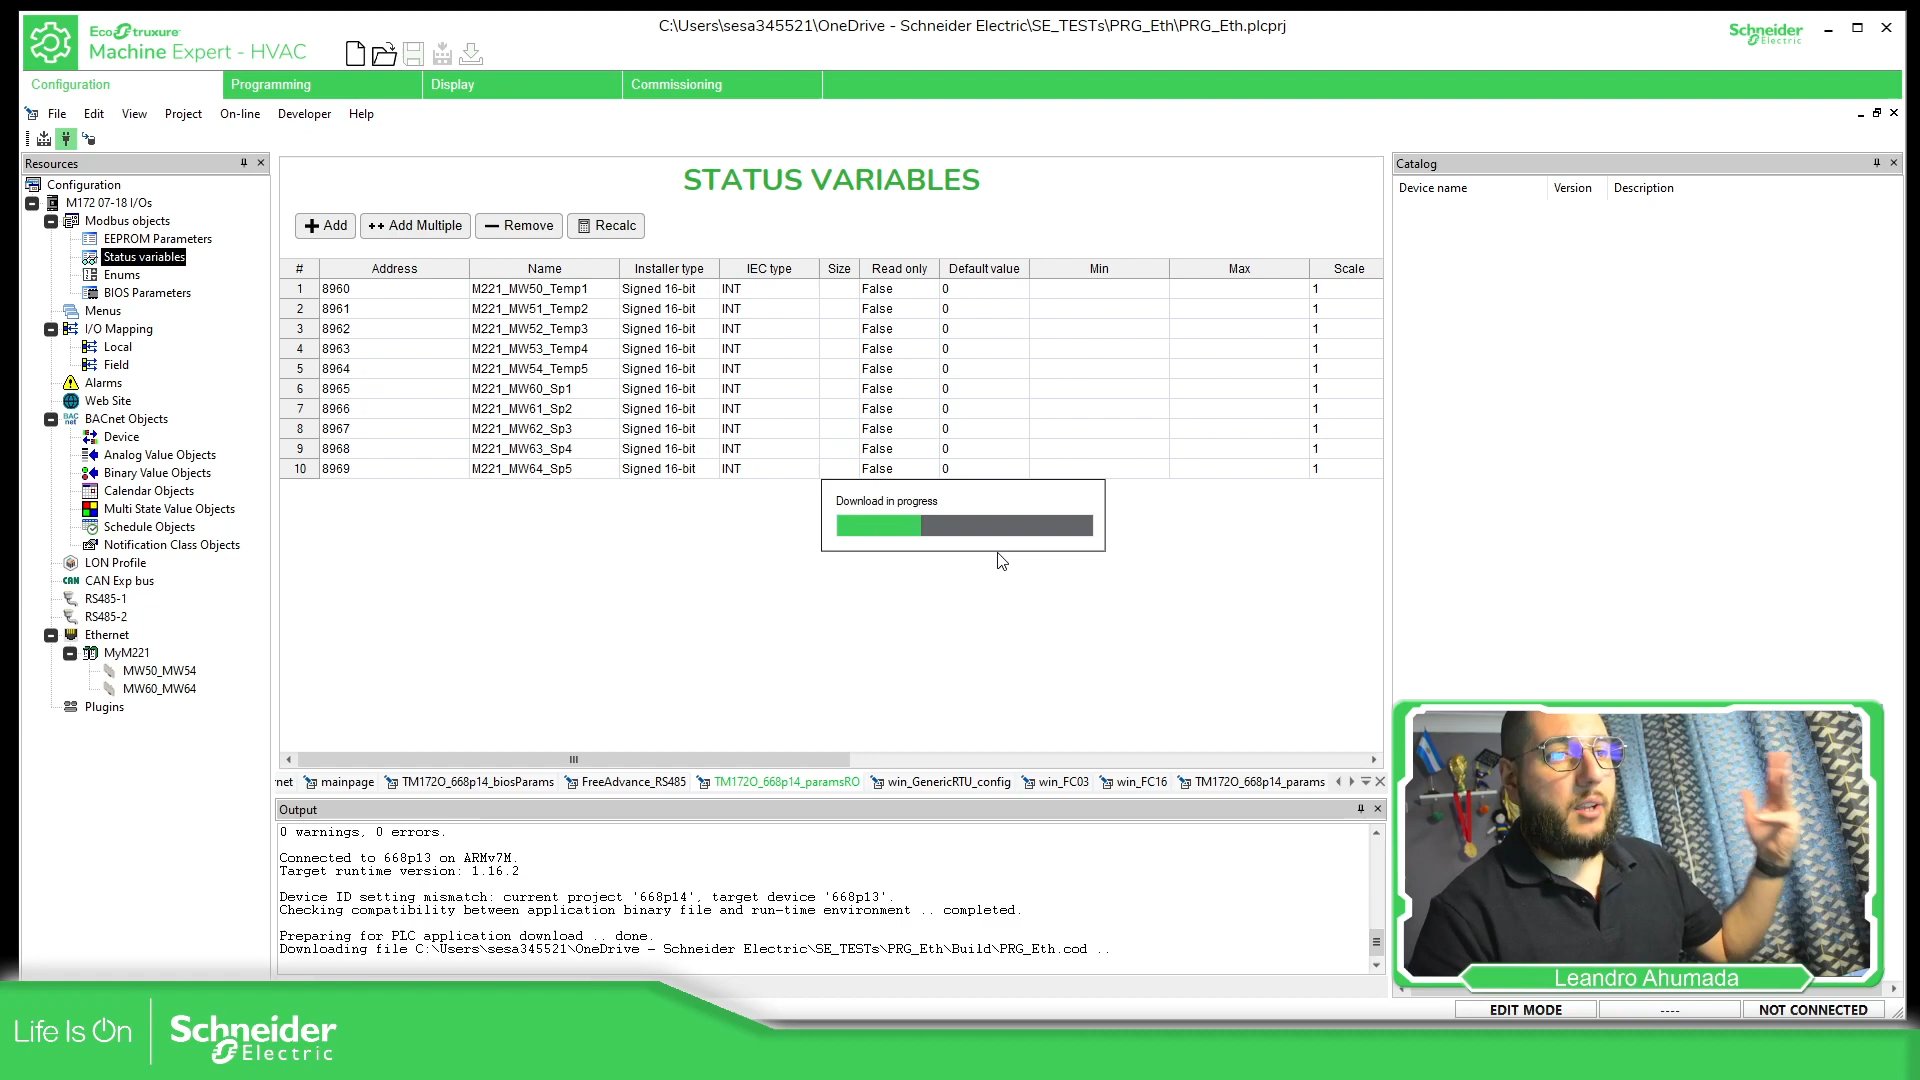 C:\Users\sesa345521\OneDrive - Schneider Electric\SE_TESTs\PRG_Eth\PRG_Eth.plcprj
EcoStruxure
Machine Expert - HVAC
Schneider
Electric
Configuration
Programming
Display
Commissioning
File Edit View Project On-line Developer Help
Resources
Configuration
M172 07-18 I/Os
Modbus objects
EEPROM Parameters
Status variables
Enums
BIOS Parameters
Menus
I/O Mapping
Local
Field
Alarms
Web Site
BACnet Objects
Device
Analog Value Objects
Binary Value Objects
Calendar Objects
Multi State Value Objects
Schedule Objects
Notification Class Objects
LON Profile
CAN Exp bus
RS485-1
RS485-2
Ethernet
MyM221
MW50_MW54
MW60_MW64
Plugins
STATUS VARIABLES
Add
Add Multiple
Remove
Recalc
# Address Name Installer type IEC type Size Read only Default value Min Max Scale
1 8960 M221_MW50_Temp1 Signed 16-bit INT False 0 1
2 8961 M221_MW51_Temp2 Signed 16-bit INT False 0 1
3 8962 M221_MW52_Temp3 Signed 16-bit INT False 0 1
4 8963 M221_MW53_Temp4 Signed 16-bit INT False 0 1
5 8964 M221_MW54_Temp5 Signed 16-bit INT False 0 1
6 8965 M221_MW60_Sp1 Signed 16-bit INT False 0 1
7 8966 M221_MW61_Sp2 Signed 16-bit INT False 0 1
8 8967 M221_MW62_Sp3 Signed 16-bit INT False 0 1
9 8968 M221_MW63_Sp4 Signed 16-bit INT False 0 1
10 8969 M221_MW64_Sp5 Signed 16-bit INT False 0 1
Download in progress
net mainpage TM172O_668p14_biosParams FreeAdvance_RS485 TM172O_668p14_paramsRO win_GenericRTU_config win_FC03 win_FC16 TM172O_668p14_params
Output
0 warnings, 0 errors.
Connected to 668p13 on ARMv7M.
Target runtime version: 1.16.2
Device ID setting mismatch: current project '668p14', target device '668p13'.
Checking compatibility between application binary file and run-time environment .. completed.
Preparing for PLC application download .. done.
Downloading file C:\Users\sesa345521\OneDrive - Schneider Electric\SE_TESTs\PRG_Eth\Build\PRG_Eth.cod ..
Catalog
Device name Version Description
Leandro Ahumada
EDIT MODE ---- NOT CONNECTED
Life Is On
Schneider
Electric